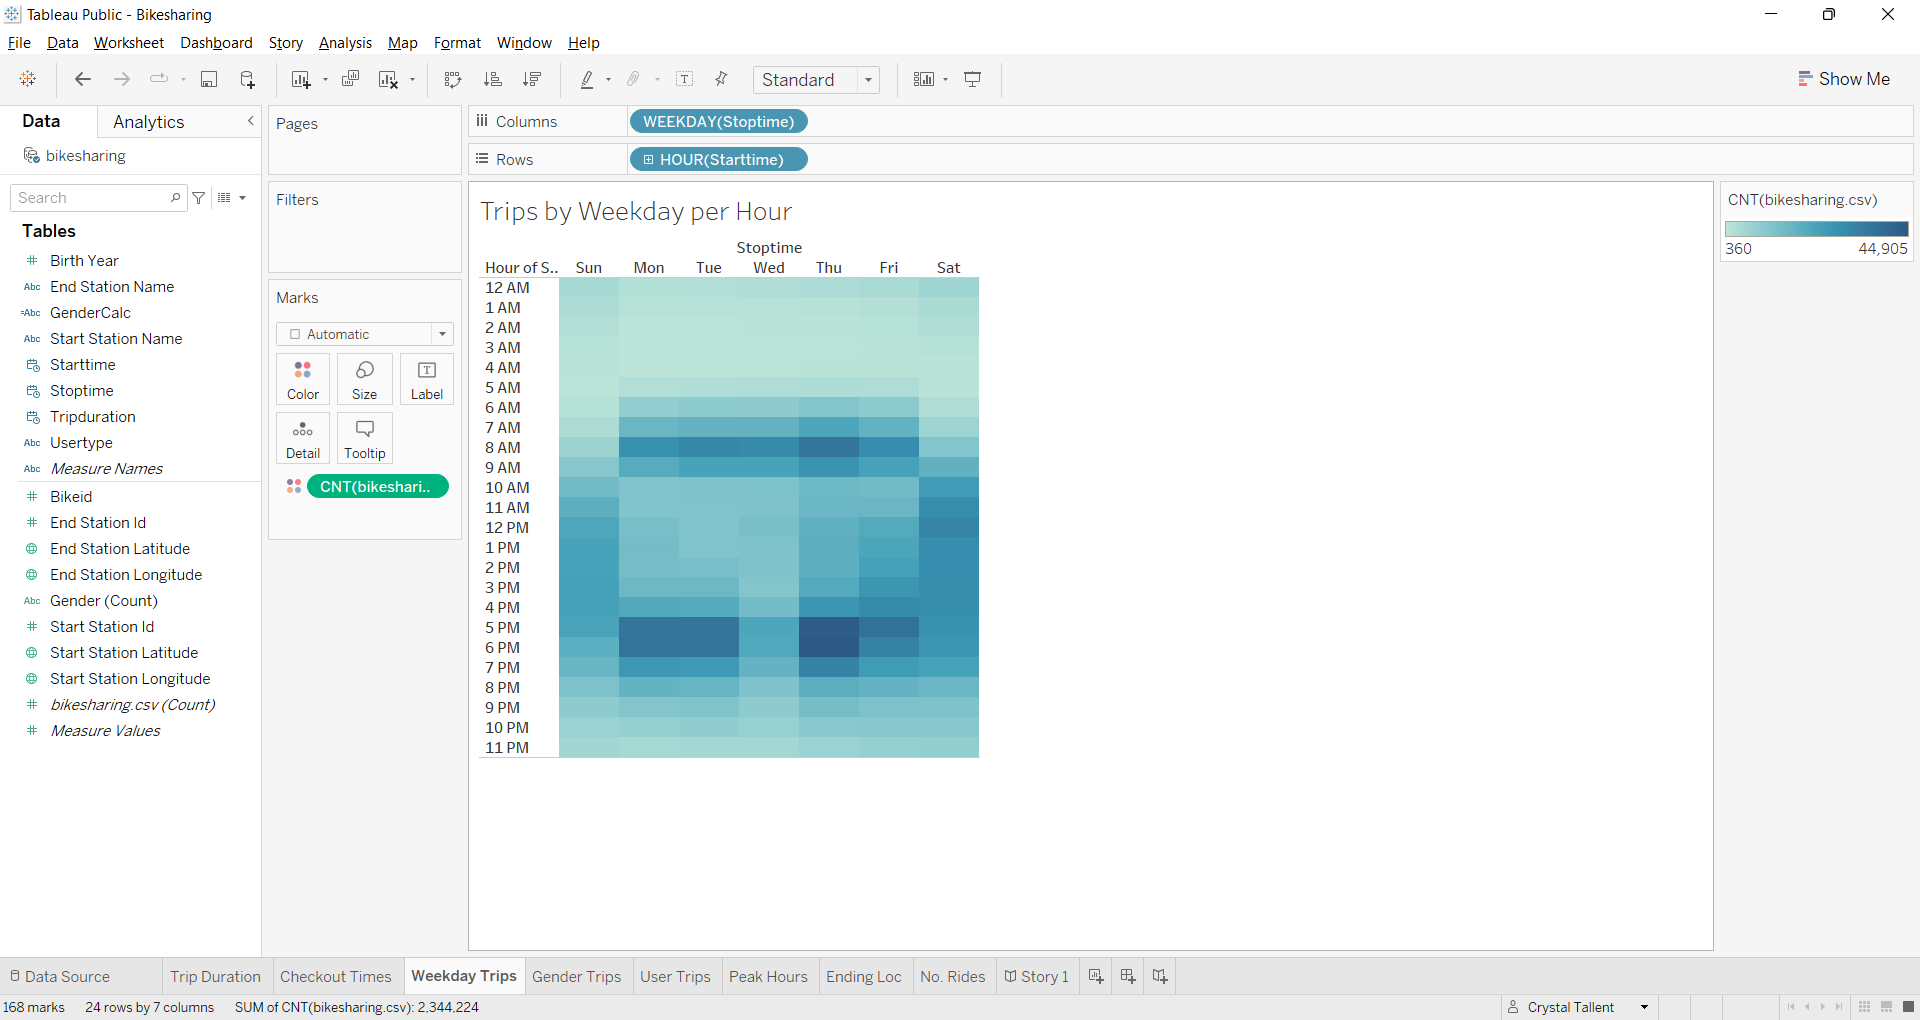 Tableau Public - Bikesharing
File Data Worksheet Dashboard Story Analysis Map Format Window Help
Standard
Show Me
Data Analytics
bikesharing
Search
Tables
Birth Year
Abc End Station Name
=Abc GenderCalc
Abc Start Station Name
Starttime
Stoptime
Tripduration
Abc Usertype
Abc Measure Names
Bikeid
End Station Id
End Station Latitude
End Station Longitude
Abc Gender (Count)
Start Station Id
Start Station Latitude
Start Station Longitude
bikesharing.csv (Count)
Measure Values
Pages
Filters
Marks
Automatic
Color Size Label
Detail Tooltip
CNT(bikeshari..
Columns WEEKDAY(Stoptime)
Rows HOUR(Starttime)
Trips by Weekday per Hour
Stoptime
Hour of S.. Sun Mon Tue Wed Thu Fri Sat
12 AM
1 AM
2 AM
3 AM
4 AM
5 AM
6 AM
7 AM
8 AM
9 AM
10 AM
11 AM
12 PM
1 PM
2 PM
3 PM
4 PM
5 PM
6 PM
7 PM
8 PM
9 PM
10 PM
11 PM
CNT(bikesharing.csv)
360 44,905
Data Source Trip Duration Checkout Times Weekday Trips Gender Trips User Trips Peak Hours Ending Loc No. Rides Story 1
168 marks 24 rows by 7 columns SUM of CNT(bikesharing.csv): 2,344,224 Crystal Tallent